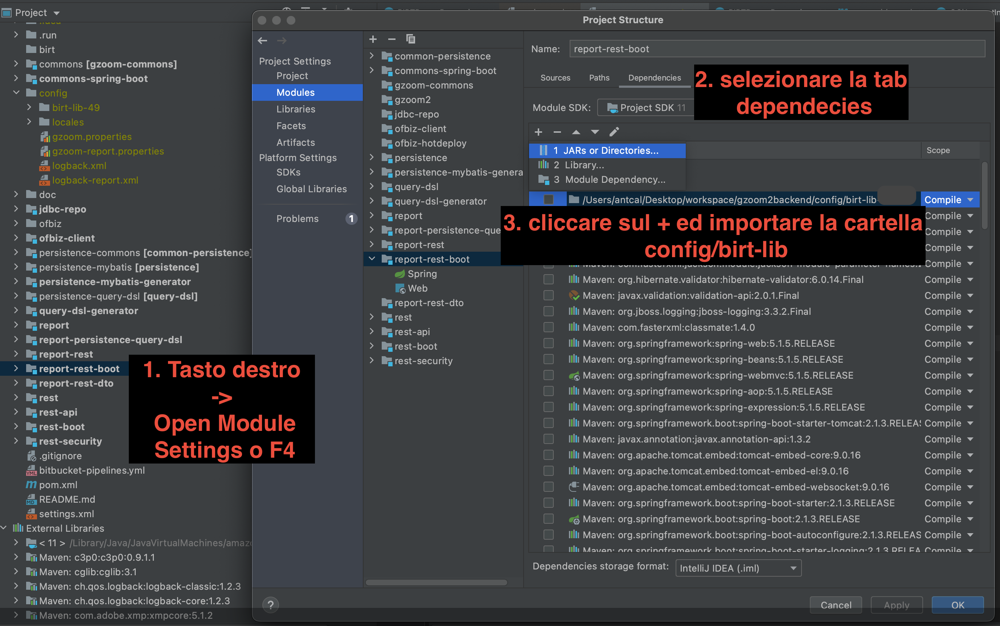 Project
.idea
.run
birt
commons [gzoom-commons]
commons-spring-boot
config
birt-lib-49
locales
gzoom.properties
gzoom-report.properties
logback.xml
logback-report.xml
doc
jdbc-repo
ofbiz
ofbiz-client
persistence-commons [common-persistence]
persistence-mybatis [persistence]
persistence-mybatis-generator
persistence-query-dsl [query-dsl]
query-dsl-generator
report
report-persistence-query-dsl
report-rest
report-rest-boot
report-rest-dto
rest
rest-api
rest-boot
rest-security
.gitignore
bitbucket-pipelines.yml
pom.xml
README.md
settings.xml
External Libraries
< 11 > /Library/Java/JavaVirtualMachines/amaz
Maven: c3p0:c3p0:0.9.1.1
Maven: cglib:cglib:3.1
Maven: ch.qos.logback:logback-classic:1.2.3
Maven: ch.qos.logback:logback-core:1.2.3
Maven: com.adobe.xmp:xmpcore:5.1.2
1. Tasto destro
->
Open Module
Settings o F4
Project Structure
Project Settings
Project
Modules
Libraries
Facets
Artifacts
Platform Settings
SDKs
Global Libraries
Problems 1
common-persistence
commons-spring-boot
gzoom-commons
gzoom2
jdbc-repo
ofbiz-client
ofbiz-hotdeploy
persistence
persistence-mybatis-genera
query-dsl
query-dsl-generator
report
report-persistence-que
report-rest
report-rest-boot
Spring
Web
report-rest-dto
rest
rest-api
rest-boot
rest-security
Name: report-rest-boot
Sources Paths Dependencies
2. selezionare la tab
dependecies
Module SDK: Project SDK 11
Scope
1 JARs or Directories...
2 Library...
3 Module Dependency...
/Users/antcal/Desktop/workspace/gzoom2backend/config/birt-lib- Compile
3. cliccare sul + ed importare la cartella
config/birt-lib
Compile
Compile
Compile
Maven: com.fasterxml.jackson.module:jackson-module-parameter-names:2 Compile
Maven: org.hibernate.validator:hibernate-validator:6.0.14.Final Compile
Maven: javax.validation:validation-api:2.0.1.Final Compile
Maven: org.jboss.logging:jboss-logging:3.3.2.Final Compile
Maven: com.fasterxml:classmate:1.4.0 Compile
Maven: org.springframework:spring-web:5.1.5.RELEASE Compile
Maven: org.springframework:spring-beans:5.1.5.RELEASE Compile
Maven: org.springframework:spring-webmvc:5.1.5.RELEASE Compile
Maven: org.springframework:spring-aop:5.1.5.RELEASE Compile
Maven: org.springframework:spring-expression:5.1.5.RELEASE Compile
Maven: org.springframework.boot:spring-boot-starter-tomcat:2.1.3.RELEAS Compile
Maven: javax.annotation:javax.annotation-api:1.3.2 Compile
Maven: org.apache.tomcat.embed:tomcat-embed-core:9.0.16 Compile
Maven: org.apache.tomcat.embed:tomcat-embed-el:9.0.16 Compile
Maven: org.apache.tomcat.embed:tomcat-embed-websocket:9.0.16 Compile
Maven: org.springframework.boot:spring-boot-starter:2.1.3.RELEASE Compile
Maven: org.springframework.boot:spring-boot:2.1.3.RELEASE Compile
Maven: org.springframework.boot:spring-boot-autoconfigure:2.1.3.RELEAS Compile
Maven: org.springframework.boot:spring-boot-starter-logging:2.1.3.RELEA Compile
Dependencies storage format: IntelliJ IDEA (.iml)
? Cancel Apply OK